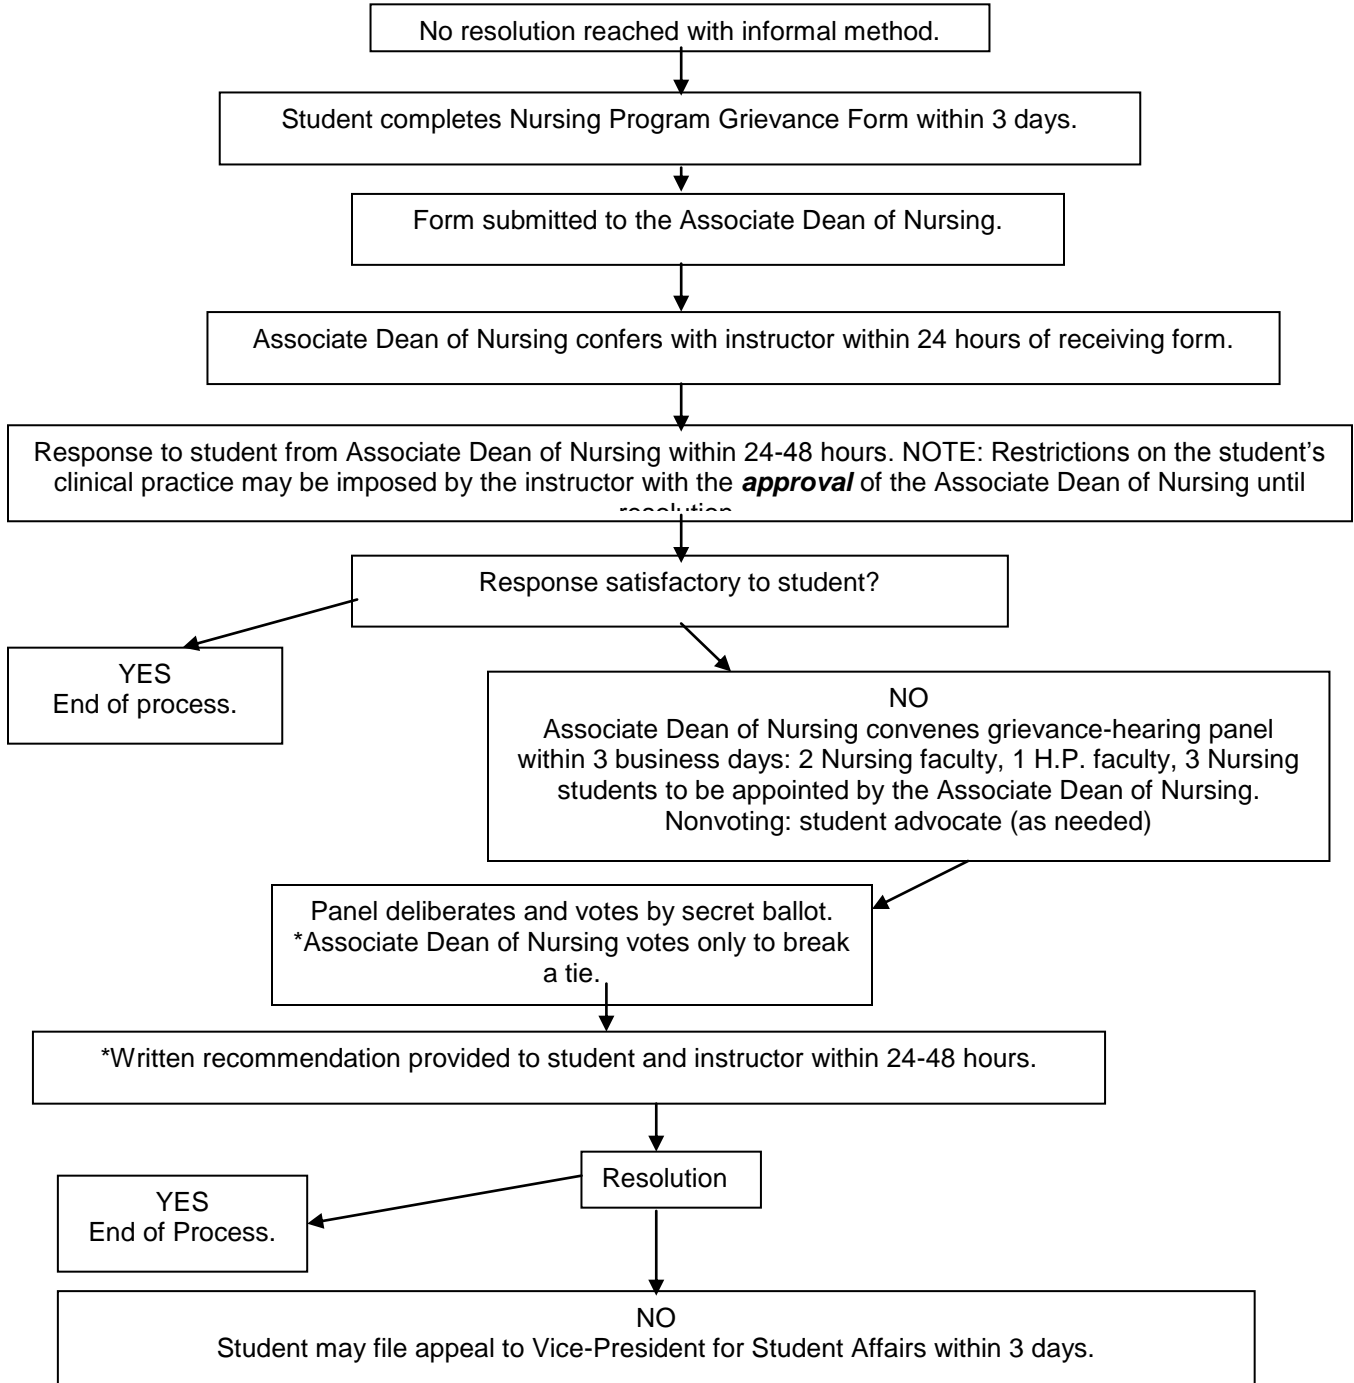 No resolution reached with informal method.
Student completes Nursing Program Grievance Form within 3 days.
Form submitted to the Associate Dean of Nursing.
Associate Dean of Nursing confers with instructor within 24 hours of receiving form.
Response to student from Associate Dean of Nursing within 24-48 hours. NOTE: Restrictions on the student’s
clinical practice may be imposed by the instructor with the approval of the Associate Dean of Nursing until
resolution
Response satisfactory to student?
YES
End of process.
NO
Associate Dean of Nursing convenes grievance-hearing panel
within 3 business days: 2 Nursing faculty, 1 H.P. faculty, 3 Nursing
students to be appointed by the Associate Dean of Nursing.
Nonvoting: student advocate (as needed)
Panel deliberates and votes by secret ballot.
*Associate Dean of Nursing votes only to break
a tie.
*Written recommendation provided to student and instructor within 24-48 hours.
Resolution
YES
End of Process.
NO
Student may file appeal to Vice-President for Student Affairs within 3 days.